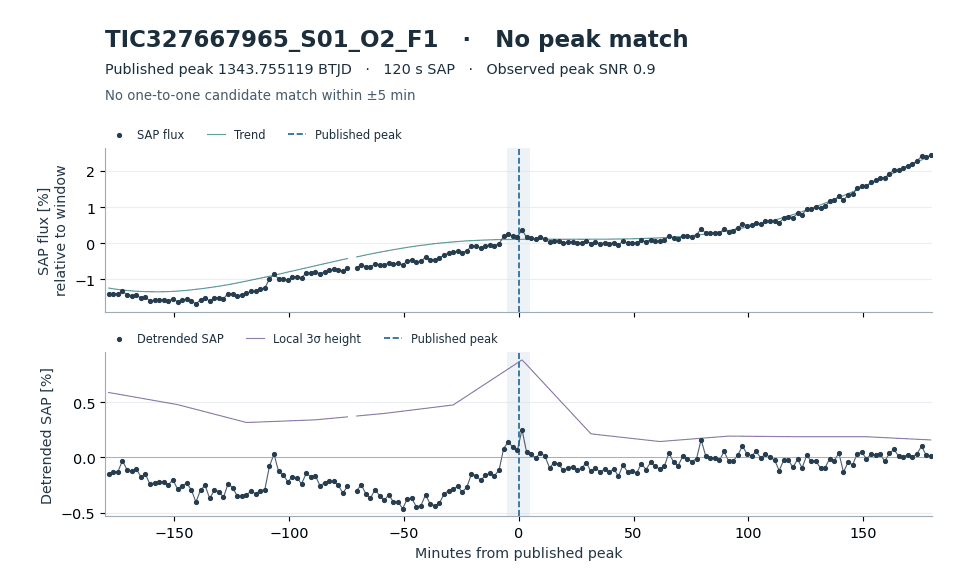 TIC327667965_S01_O2_F1 · No peak match
Published peak 1343.755119 BTJD · 120 s SAP · Observed peak SNR 0.9
No one-to-one candidate match within ±5 min
SAP flux Trend Published peak
SAP flux [%]
relative to window
2
1
0
−1
Detrended SAP Local 3σ height Published peak
Detrended SAP [%]
0.5
0.0
−0.5
−150 −100 −50 0 50 100 150
Minutes from published peak